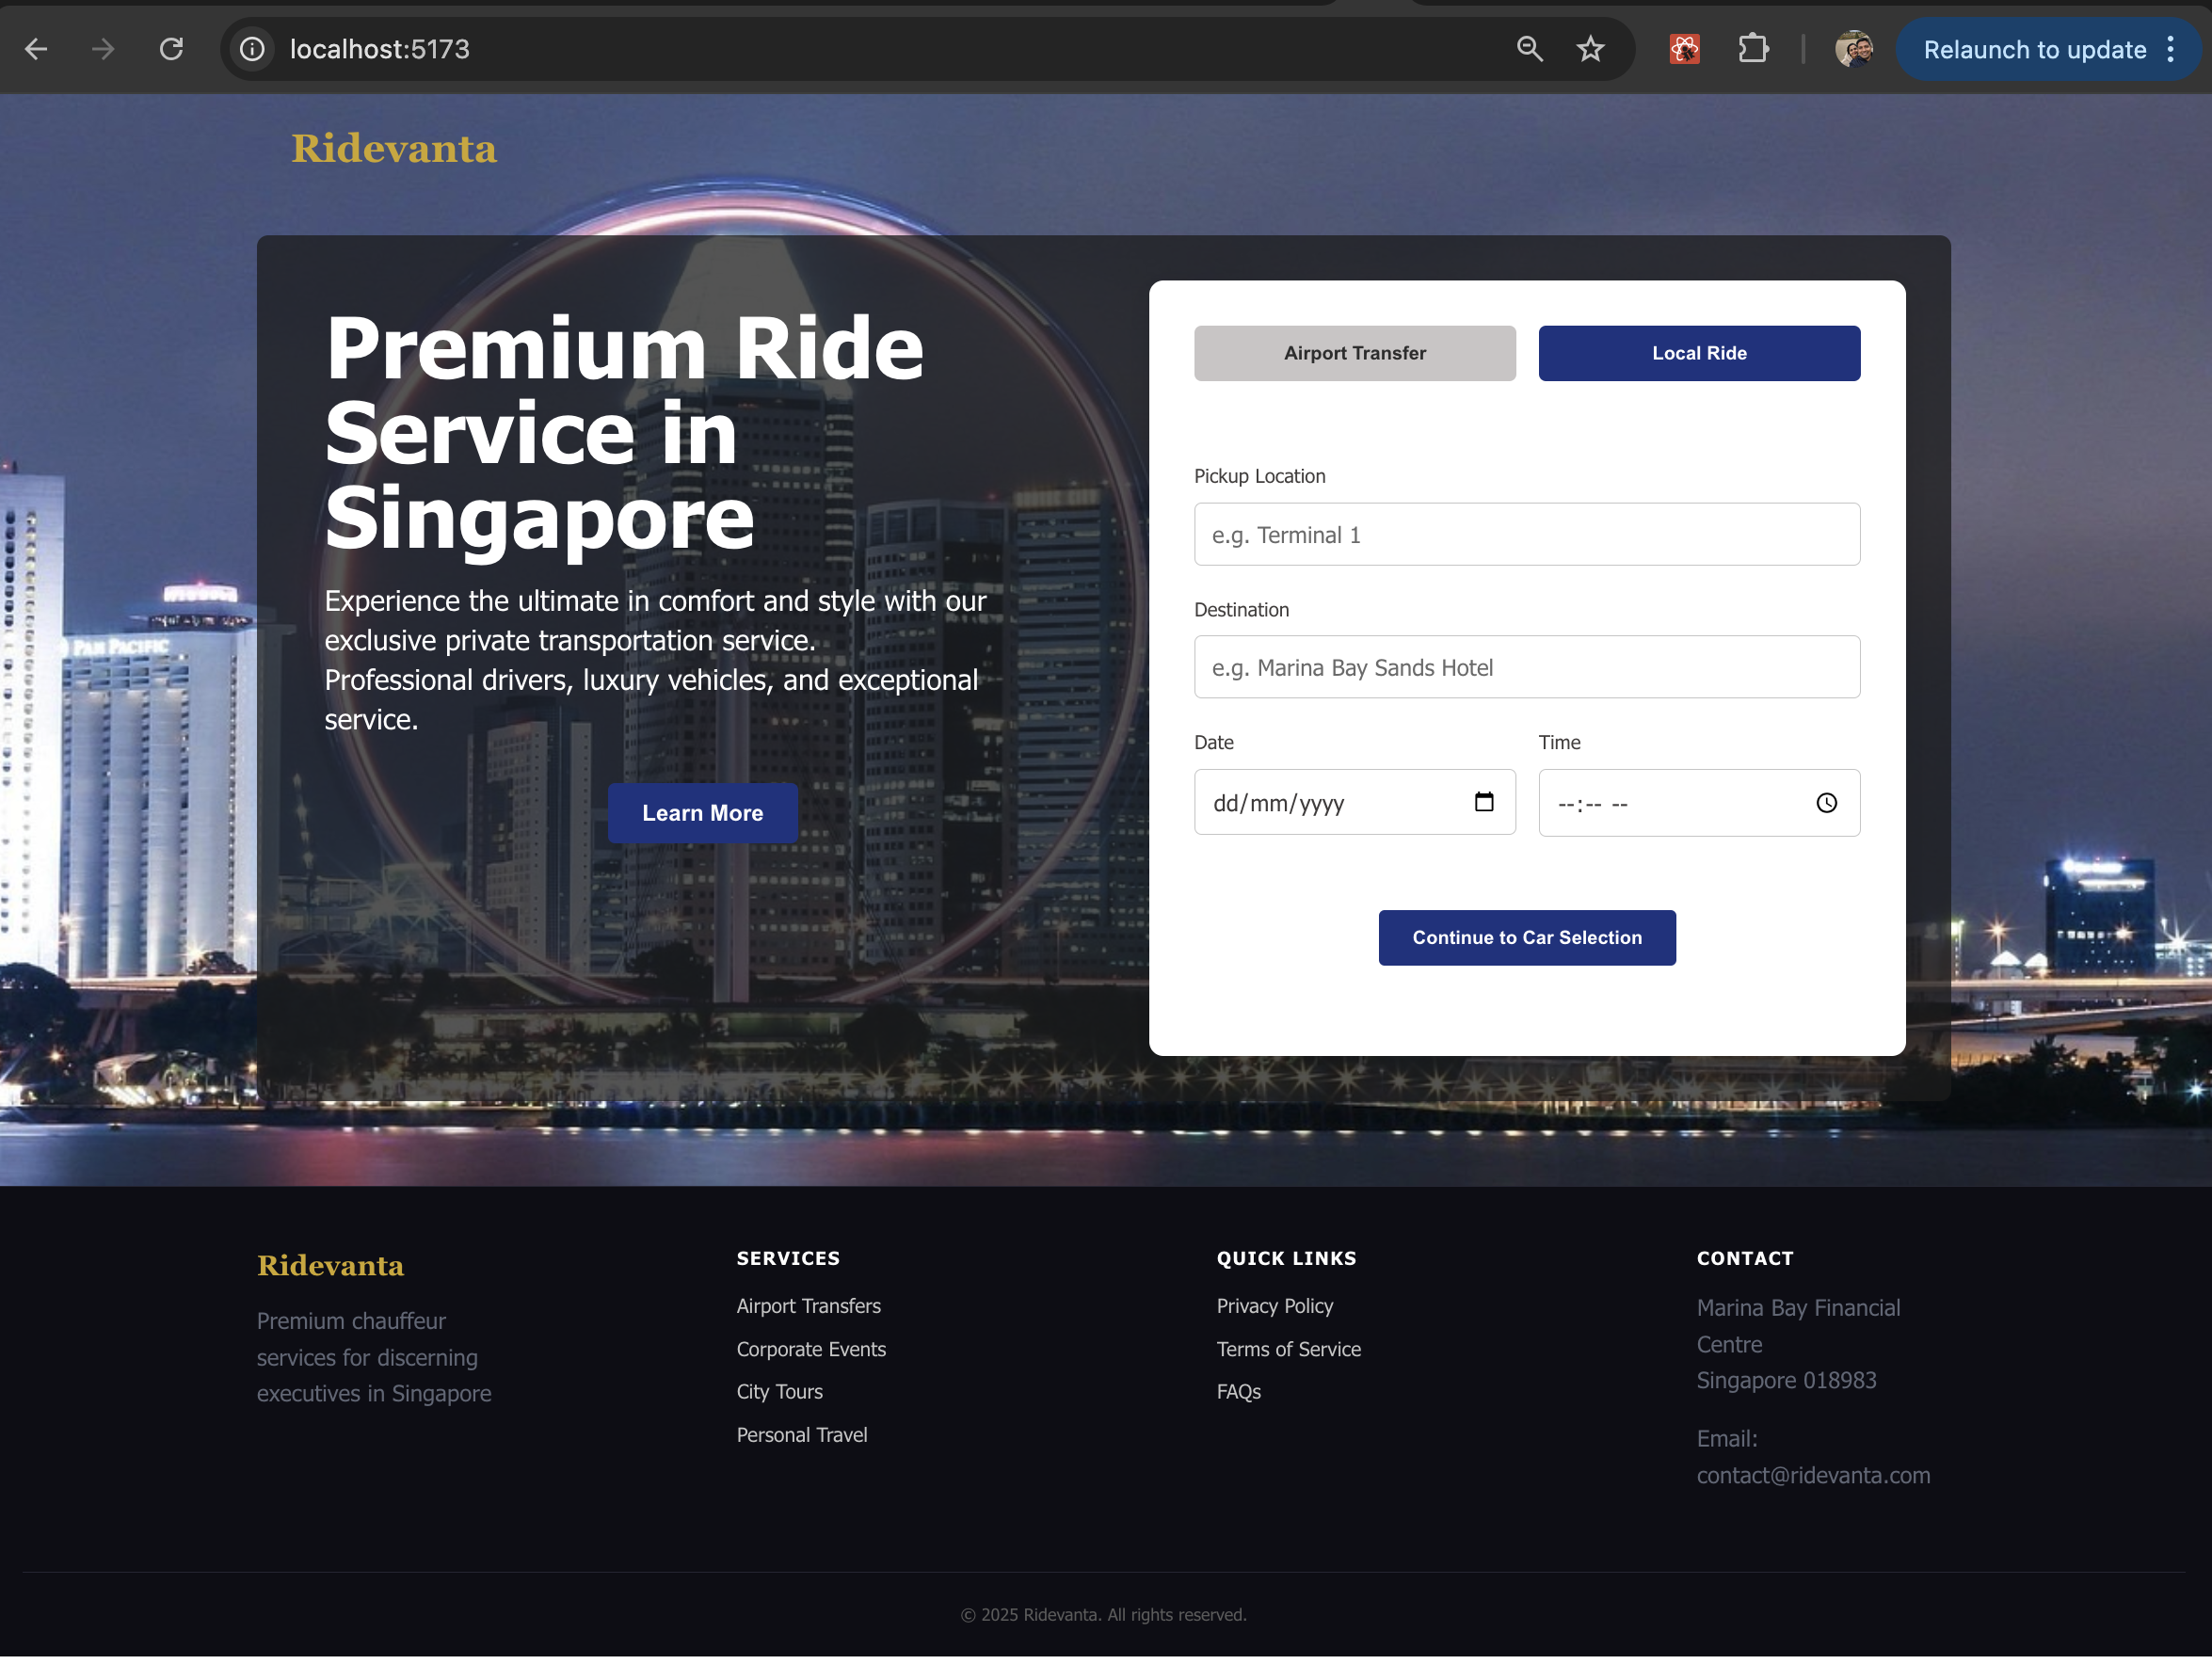 localhost:5173
Relaunch to update
Ridevanta
Premium Ride
Service in
Singapore
Experience the ultimate in comfort and style with our
exclusive private transportation service.
Professional drivers, luxury vehicles, and exceptional
service.
Learn More
Airport Transfer
Local Ride
Pickup Location
e.g. Terminal 1
Destination
e.g. Marina Bay Sands Hotel
Date
Time
dd/mm/yyyy
--:-- --
Continue to Car Selection
PAN PACIFIC
Ridevanta
Premium chauffeur
services for discerning
executives in Singapore
SERVICES
Airport Transfers
Corporate Events
City Tours
Personal Travel
QUICK LINKS
Privacy Policy
Terms of Service
FAQs
CONTACT
Marina Bay Financial
Centre
Singapore 018983
Email:
contact@ridevanta.com
© 2025 Ridevanta. All rights reserved.